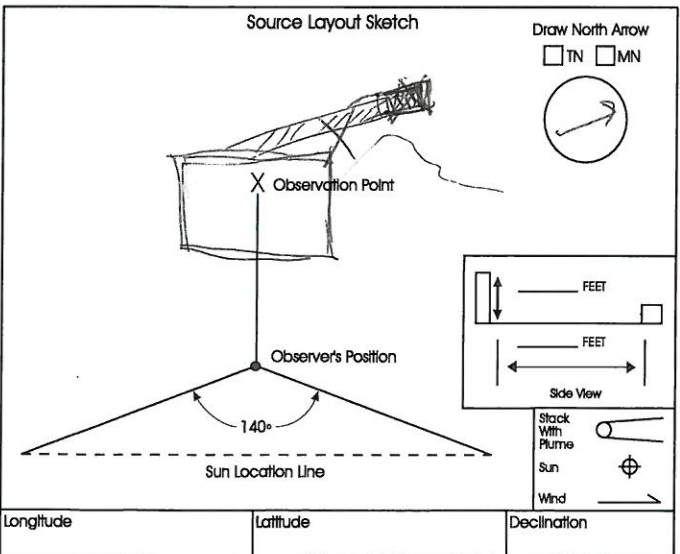 Source Layout Sketch
Draw North Arrow
TN MN
X Observation Point
FEET
FEET
Side View
Observer's Position
140°
Sun Location Line
Stack
With
Plume
Sun
Wind
Longitude Latitude Declination